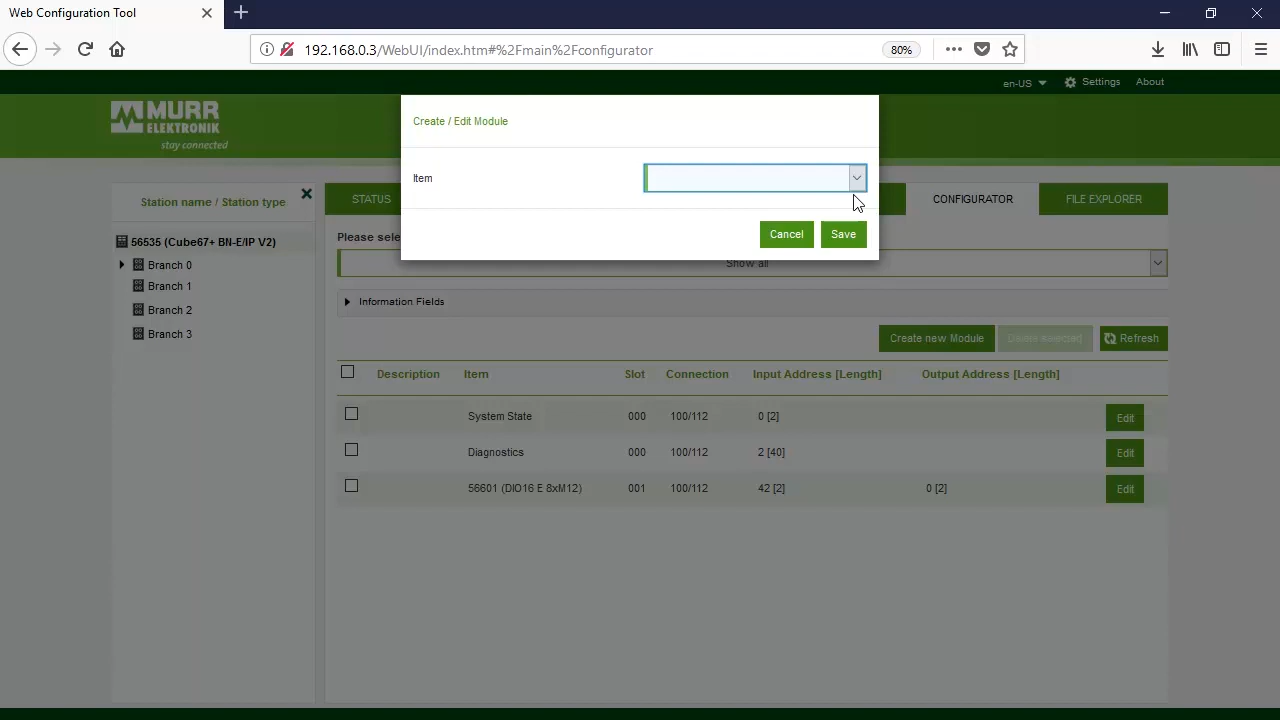 Web Configuration Tool
192.168.0.3/WebUI/index.htm#%2Fmain%2Fconfigurator
80%
en-US
Settings
About
MURR
ELEKTRONIK
stay connected
Create / Edit Module
Item
Cancel
Save
Station name / Station type
56535 (Cube67+ BN-E/IP V2)
Branch 0
Branch 1
Branch 2
Branch 3
STATUS
CONFIGURATOR
FILE EXPLORER
Please sele
Show all
Information Fields
Create new Module
Delete selected
Refresh
Description Item Slot Connection Input Address [Length] Output Address [Length]
System State 000 100/112 0 [2] Edit
Diagnostics 000 100/112 2 [40] Edit
56601 (DIO16 E 8xM12) 001 100/112 42 [2] 0 [2] Edit